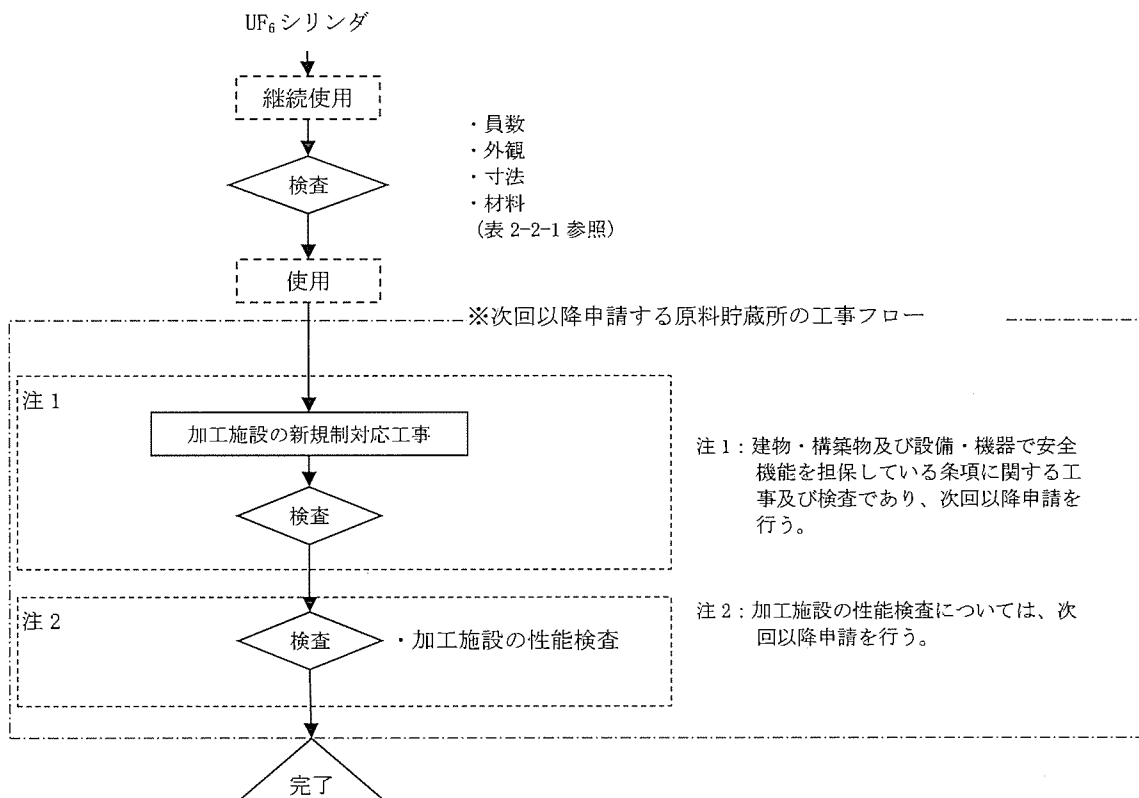 UF₆シリンダ
継続使用
検査
・員数
・外観
・寸法
・材料
(表 2-2-1 参照)
使用
※次回以降申請する原料貯蔵所の工事フロー
注1
加工施設の新規制対応工事
検査
注1:建物・構築物及び設備・機器で安全
機能を担保している条項に関する工
事及び検査であり、次回以降申請を
行う。
注2
検査
・加工施設の性能検査
注2:加工施設の性能検査については、次
回以降申請を行う。
完了